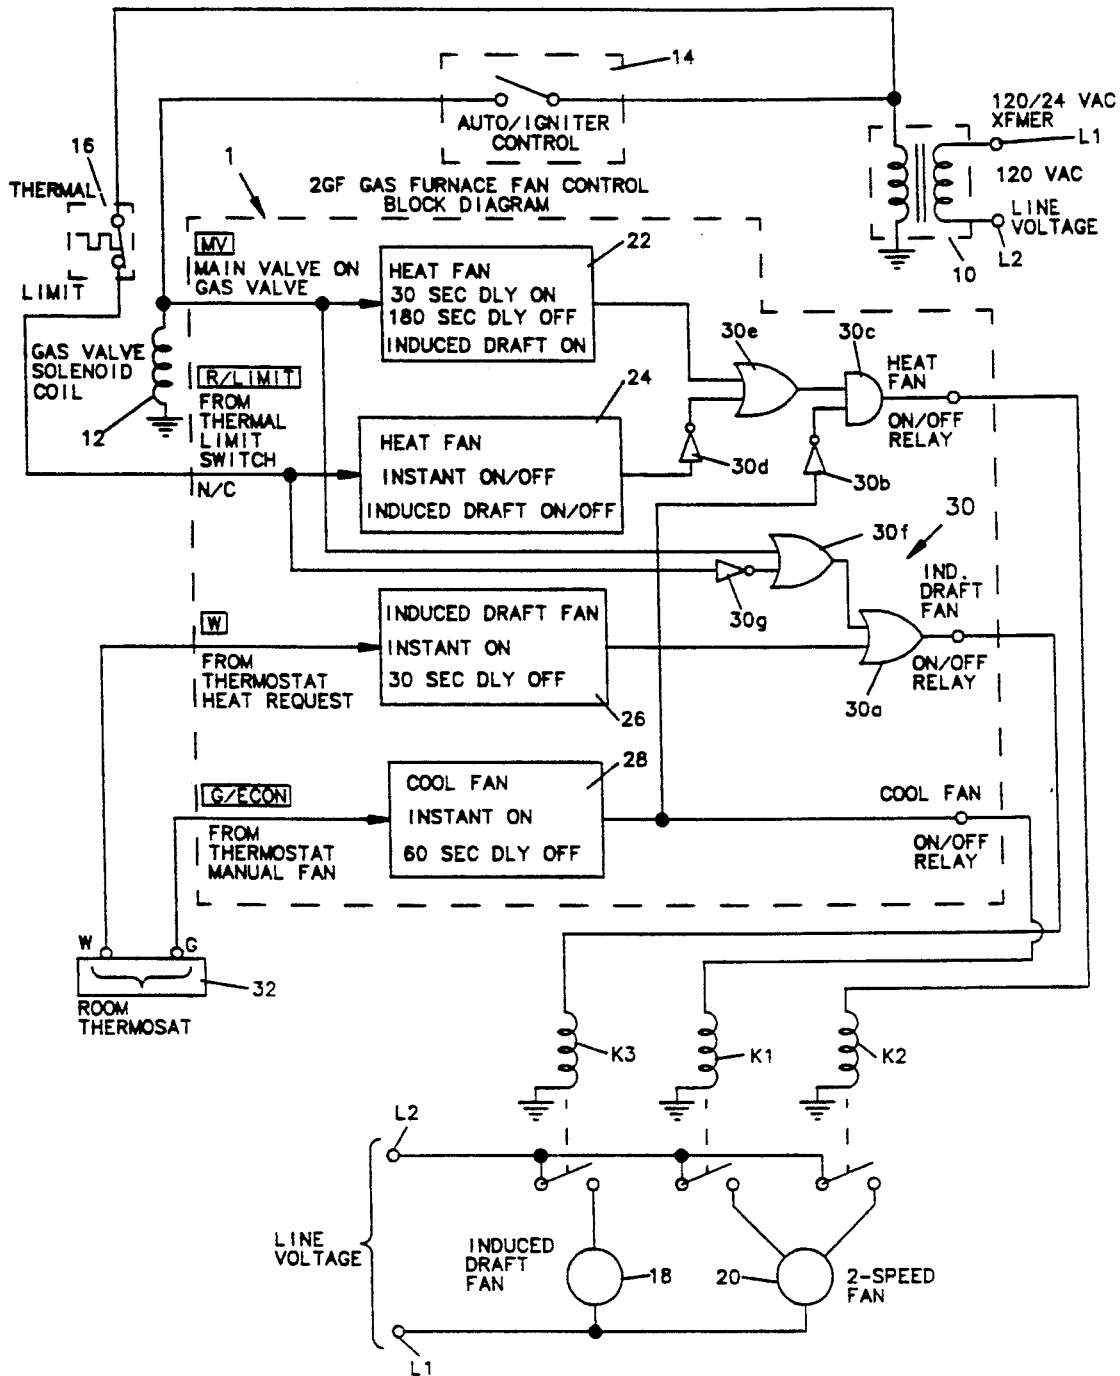 14
AUTO/IGNITER
CONTROL
120/24 VAC
XFMER
L1
120 VAC
LINE
VOLTAGE
L2
10
16
THERMAL
LIMIT
1
2GF GAS FURNACE FAN CONTROL
BLOCK DIAGRAM
MV
MAIN VALVE ON
GAS VALVE
22
HEAT FAN
30 SEC DLY ON
180 SEC DLY OFF
INDUCED DRAFT ON
30e
30c
HEAT
FAN
ON/OFF
RELAY
GAS VALVE
SOLENOID
COIL
12
R/LIMIT
FROM
THERMAL
LIMIT
SWITCH
N/C
24
HEAT FAN
INSTANT ON/OFF
INDUCED DRAFT ON/OFF
30d
30b
30f
30
30g
IND.
DRAFT
FAN
ON/OFF
RELAY
30a
W
FROM
THERMOSTAT
HEAT REQUEST
INDUCED DRAFT FAN
INSTANT ON
30 SEC DLY OFF
26
G/ECON
FROM
THERMOSTAT
MANUAL FAN
28
COOL FAN
INSTANT ON
60 SEC DLY OFF
COOL FAN
ON/OFF
RELAY
W
G
32
ROOM
THERMOSAT
K3
K1
K2
L2
LINE
VOLTAGE
INDUCED
DRAFT
FAN
18
20
2-SPEED
FAN
L1